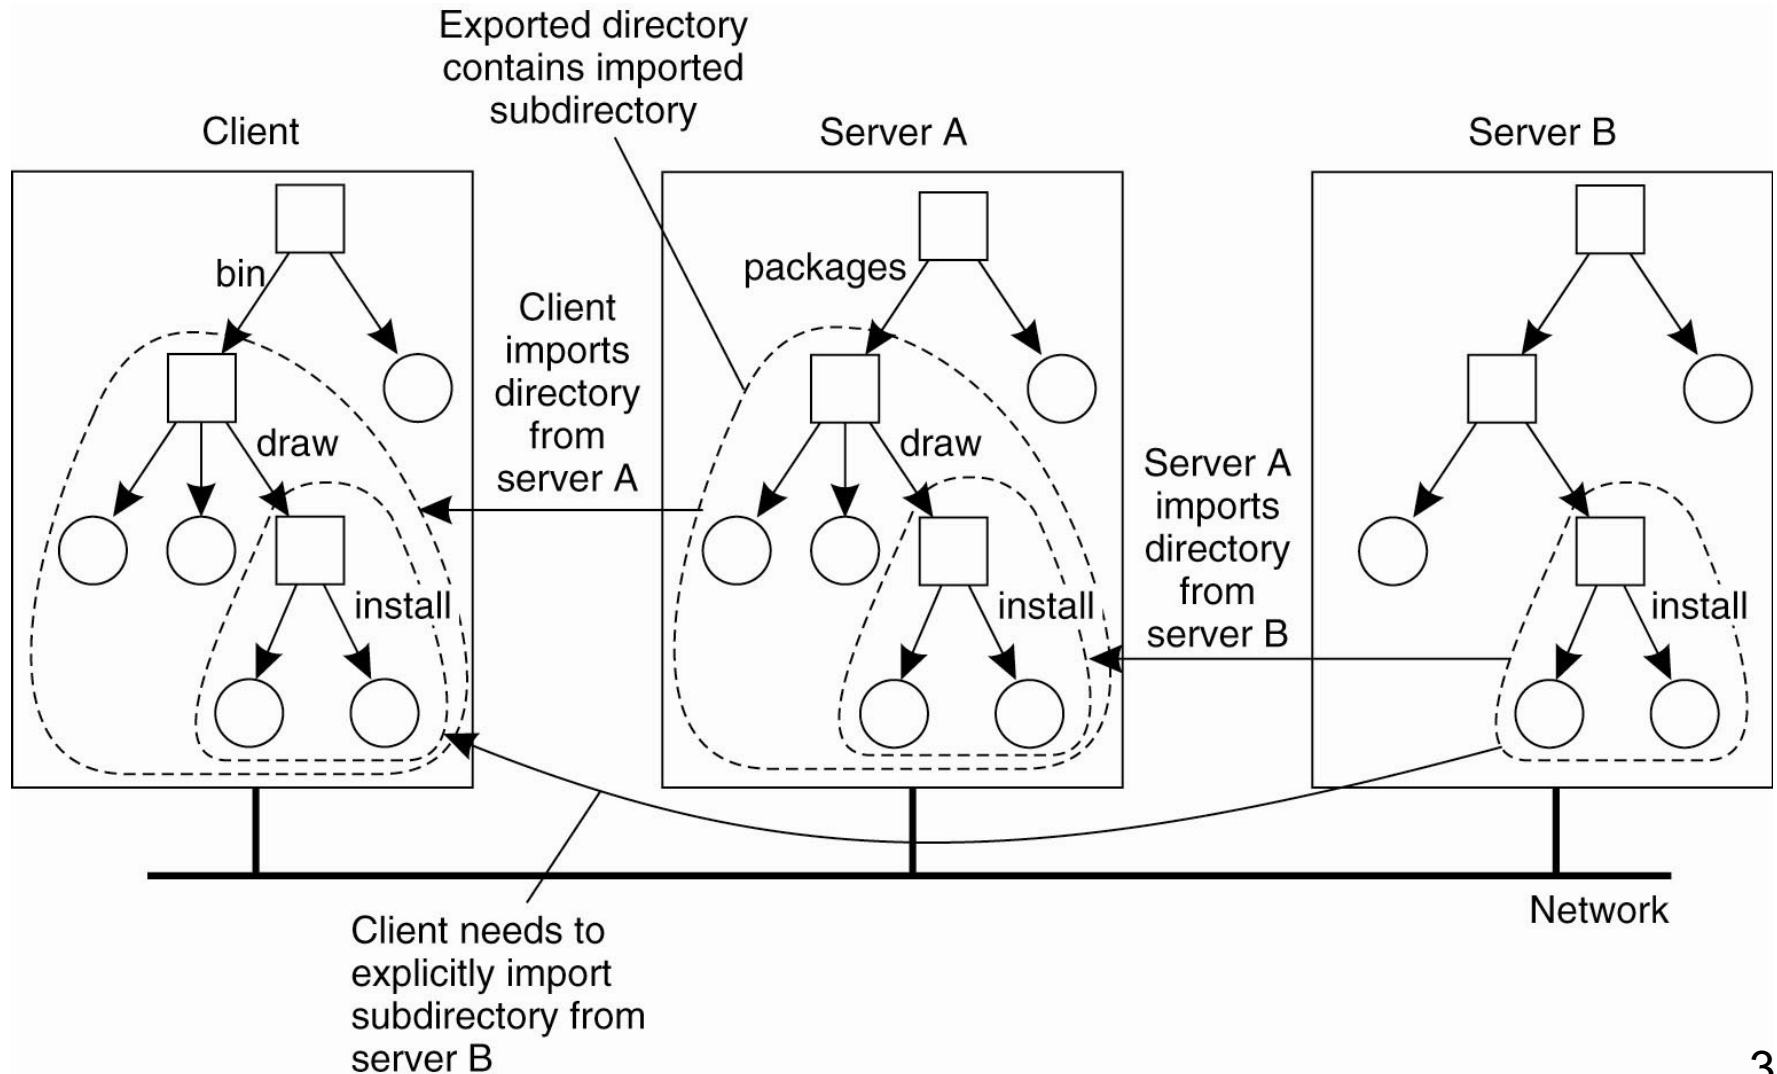 Exported directory
contains imported
subdirectory
Client
Server A
Server B
bin
packages
Client
imports
directory
from
server A
draw
draw
Server A
imports
directory
from
server B
install
install
install
Network
Client needs to
explicitly import
subdirectory from
server B
3